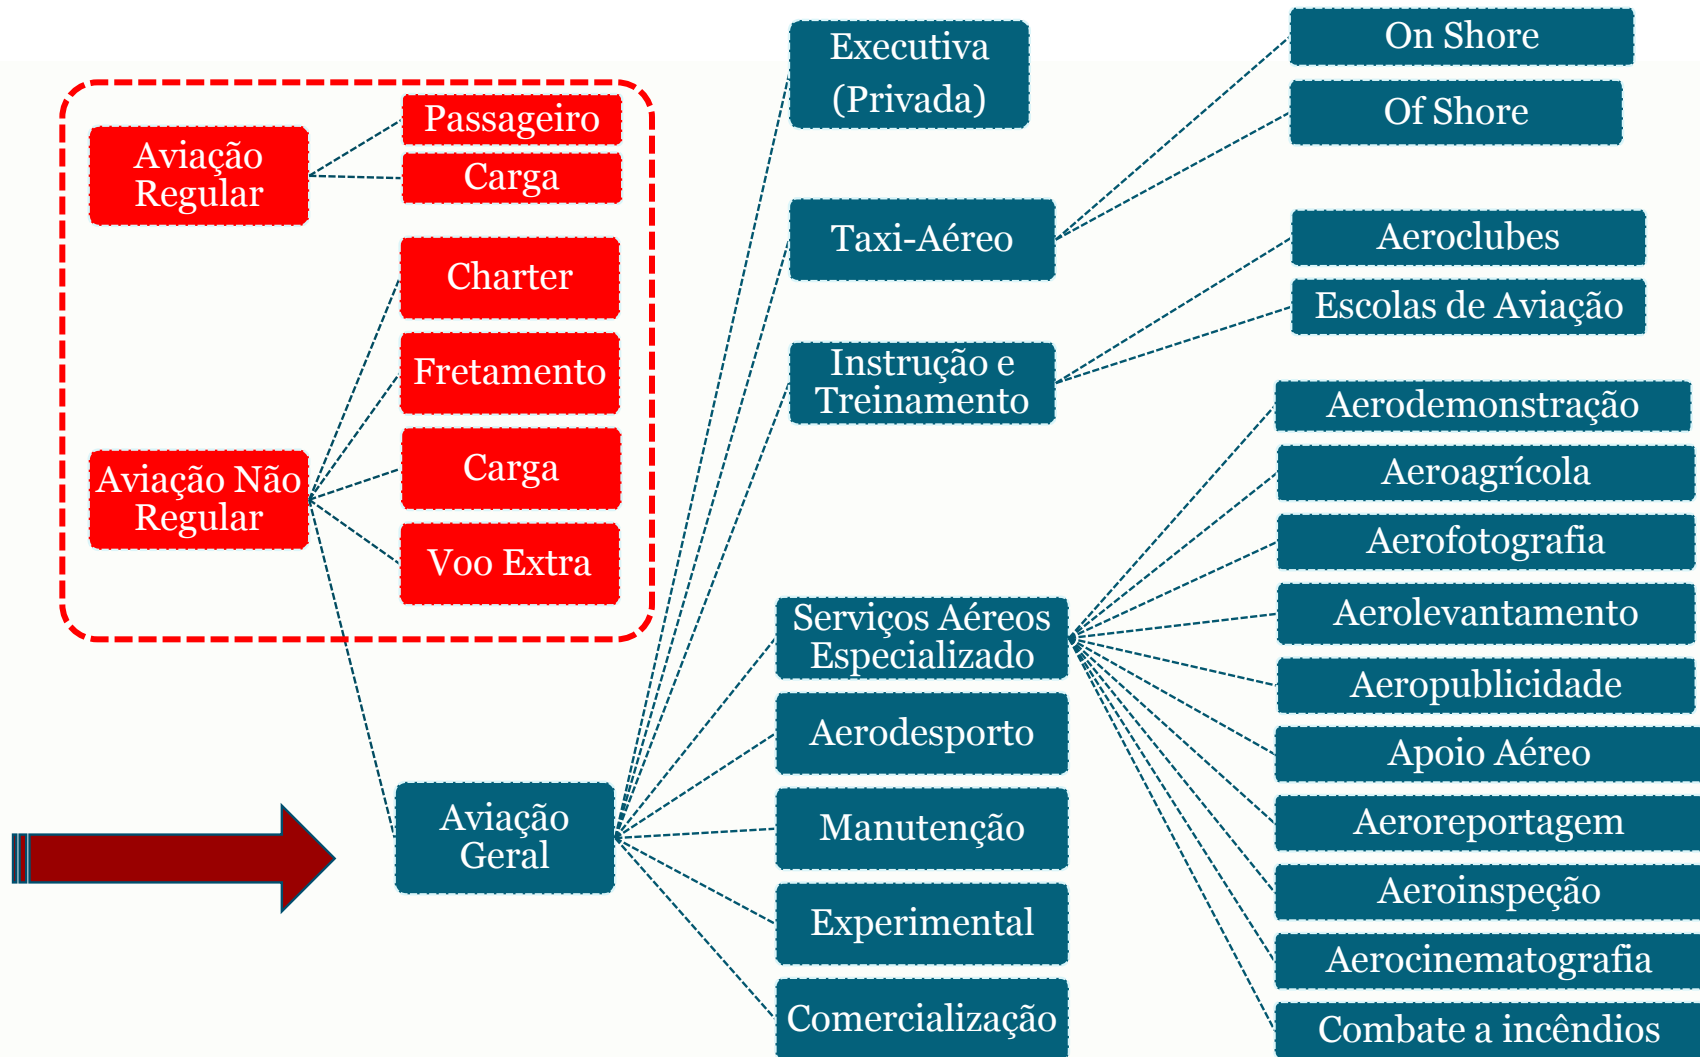 Aviação
Regular
Passageiro
Carga
Aviação Não
Regular
Charter
Fretamento
Carga
Voo Extra
Aviação
Geral
Executiva
(Privada)
Taxi-Aéreo
On Shore
Of Shore
Instrução e
Treinamento
Aeroclubes
Escolas de Aviação
Serviços Aéreos
Especializado
Aerodemonstração
Aeroagrícola
Aerofotografia
Aerolevantamento
Aeropublicidade
Apoio Aéreo
Aeroreportagem
Aeroinspeção
Aerocinematografia
Combate a incêndios
Aerodesporto
Manutenção
Experimental
Comercialização